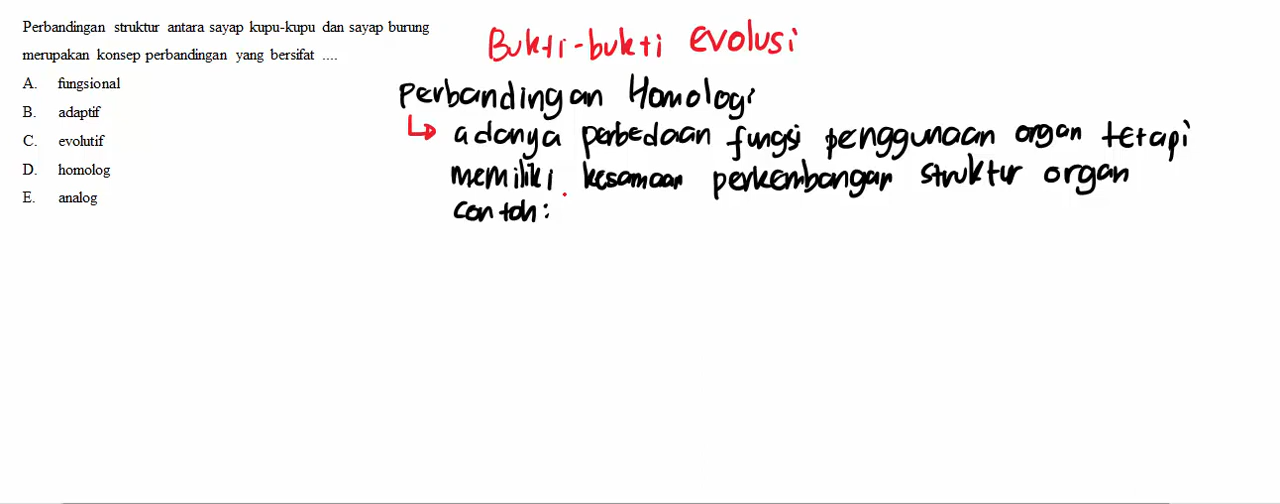 Perbandingan struktur antara sayap kupu-kupu dan sayap burung
merupakan konsep perbandingan yang bersifat ....
A. fungsional
B. adaptif
C. evolutif
D. homolog
E. analog
Bukti-bukti Evolusi
Perbandingan Homologi
↳ adanya perbedaan fungsi penggunaan organ tetapi
memiliki kesamaan perkembangan struktur organ
contoh: